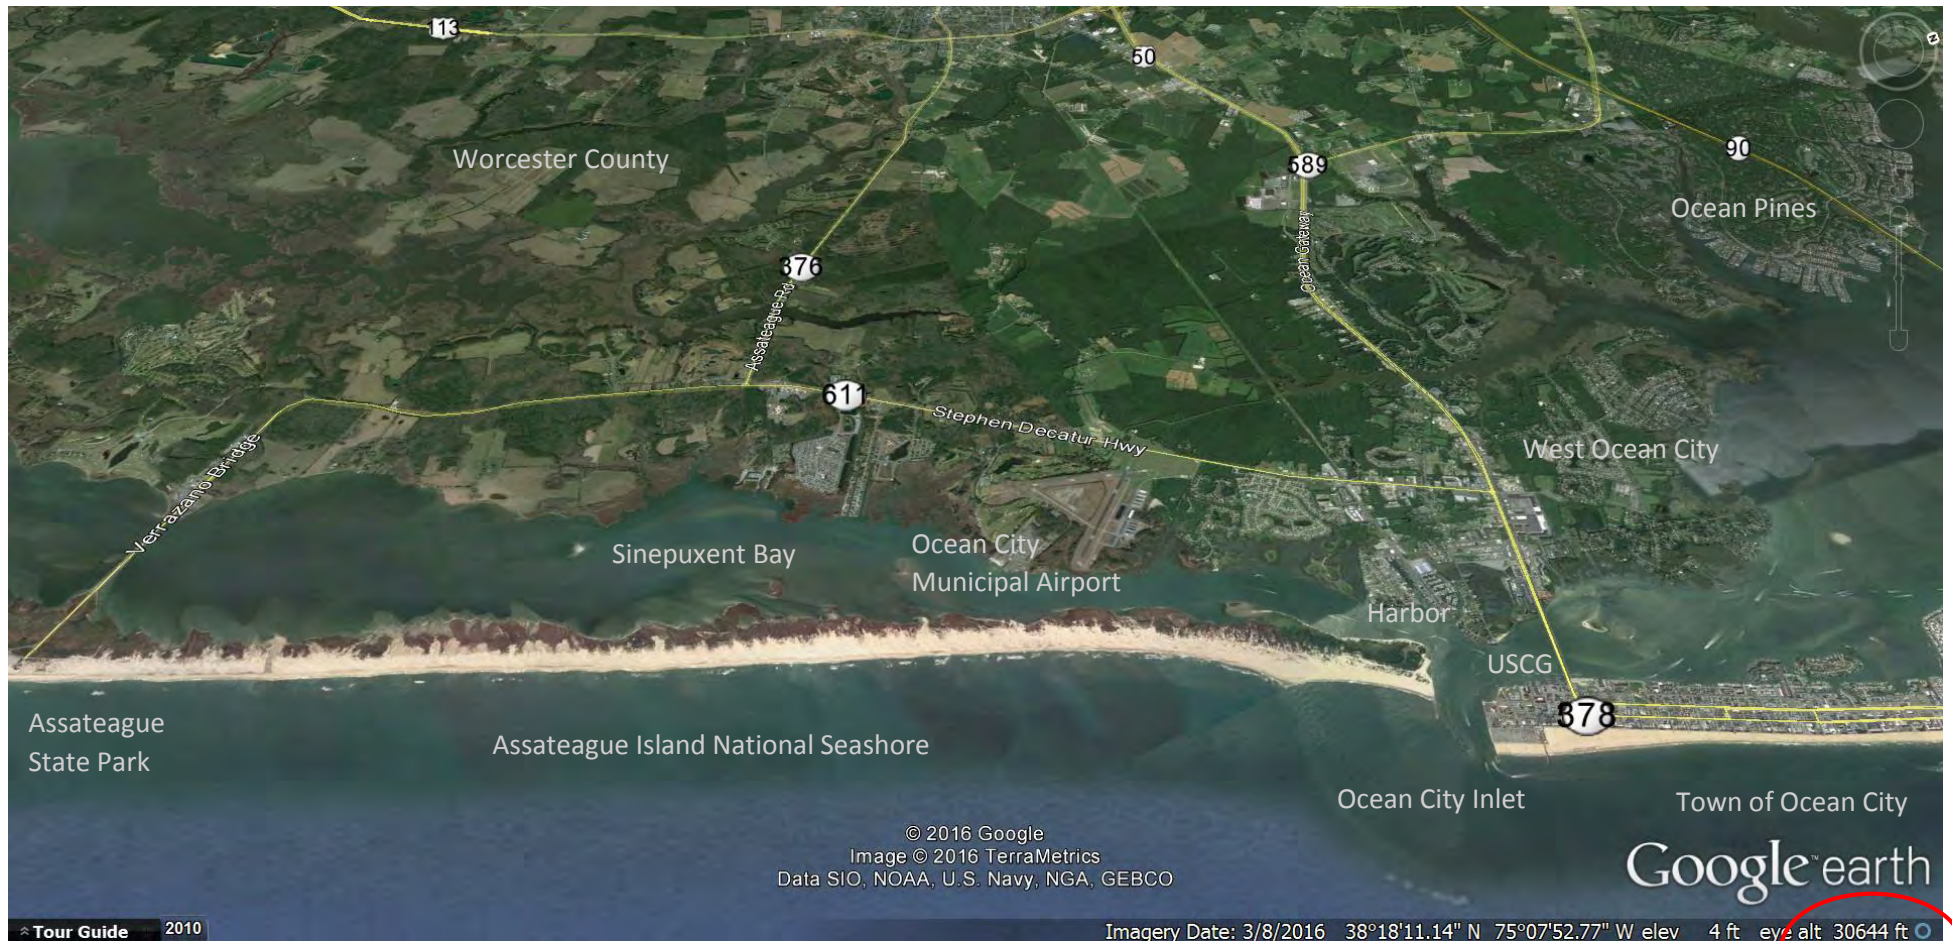 113
50
589
90
Worcester County
Ocean Pines
376
Ocean Gateway
Assateague Rd
611
Stephen Decatur Hwy
Verrazano Bridge
West Ocean City
Sinepuxent Bay
Ocean City
Municipal Airport
Harbor
USCG
378
Assateague
State Park
Assateague Island National Seashore
Ocean City Inlet
Town of Ocean City
© 2016 Google
Image © 2016 TerraMetrics
Data SIO, NOAA, U.S. Navy, NGA, GEBCO
Google earth
Tour Guide
2010
Imagery Date: 3/8/2016 38°18'11.14" N 75°07'52.77" W elev 4 ft eye alt 30644 ft
N